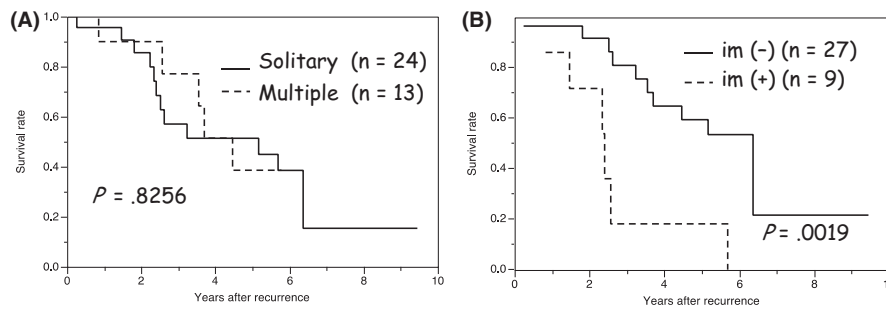 (A)
1.0
0.8
0.6
0.4
0.2
0.0
Survival rate
Solitary (n = 24)
Multiple (n = 13)
P = .8256
0 2 4 6 8 10
Years after recurrence
(B)
0.8
0.6
0.4
0.2
0.0
Survival rate
im (−) (n = 27)
im (+) (n = 9)
P = .0019
0 2 4 6 8
Years after recurrence